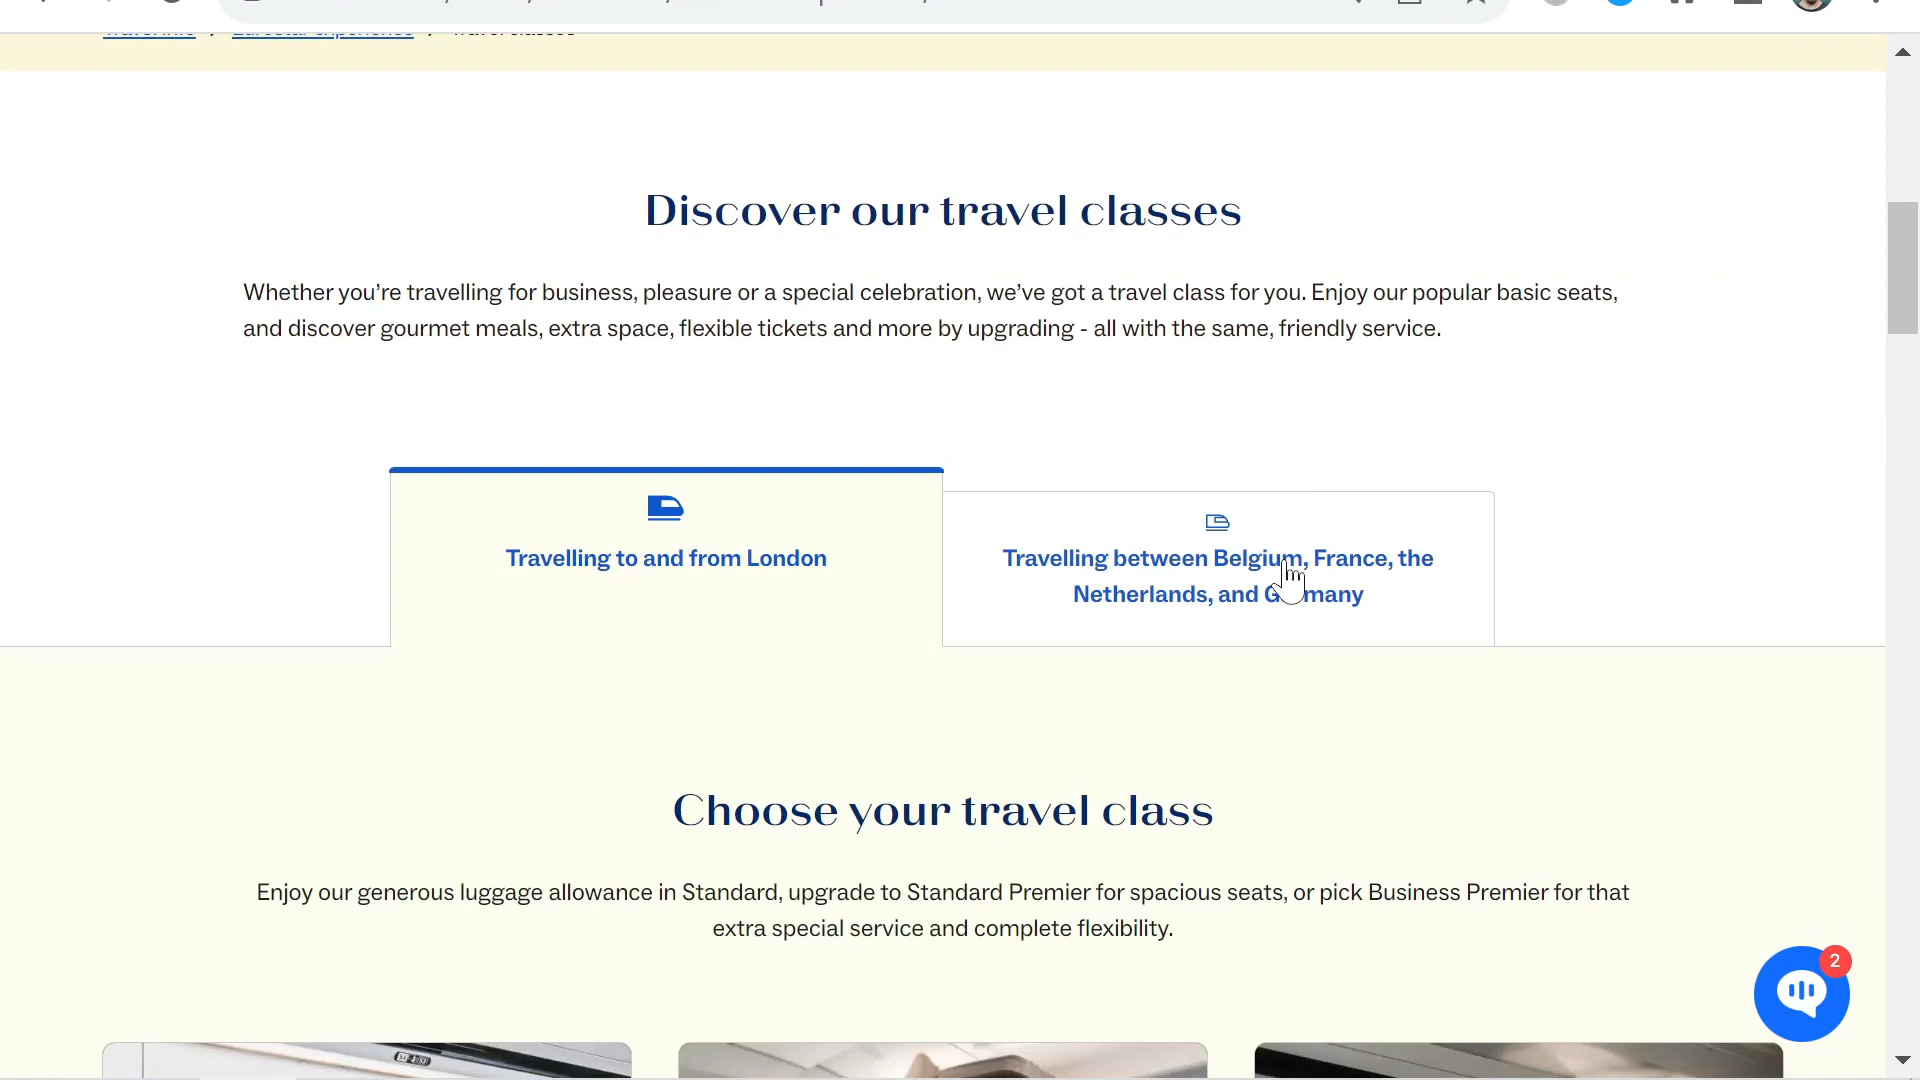 Discover our travel classes
Whether you're travelling for business, pleasure or a special celebration, we've got a travel class for you. Enjoy our popular basic seats,
and discover gourmet meals, extra space, flexible tickets and more by upgrading - all with the same, friendly service.
Travelling to and from London
Travelling between Belgium, France, the
Netherlands, and Germany
Choose your travel class
Enjoy our generous luggage allowance in Standard, upgrade to Standard Premier for spacious seats, or pick Business Premier for that
extra special service and complete flexibility.
2